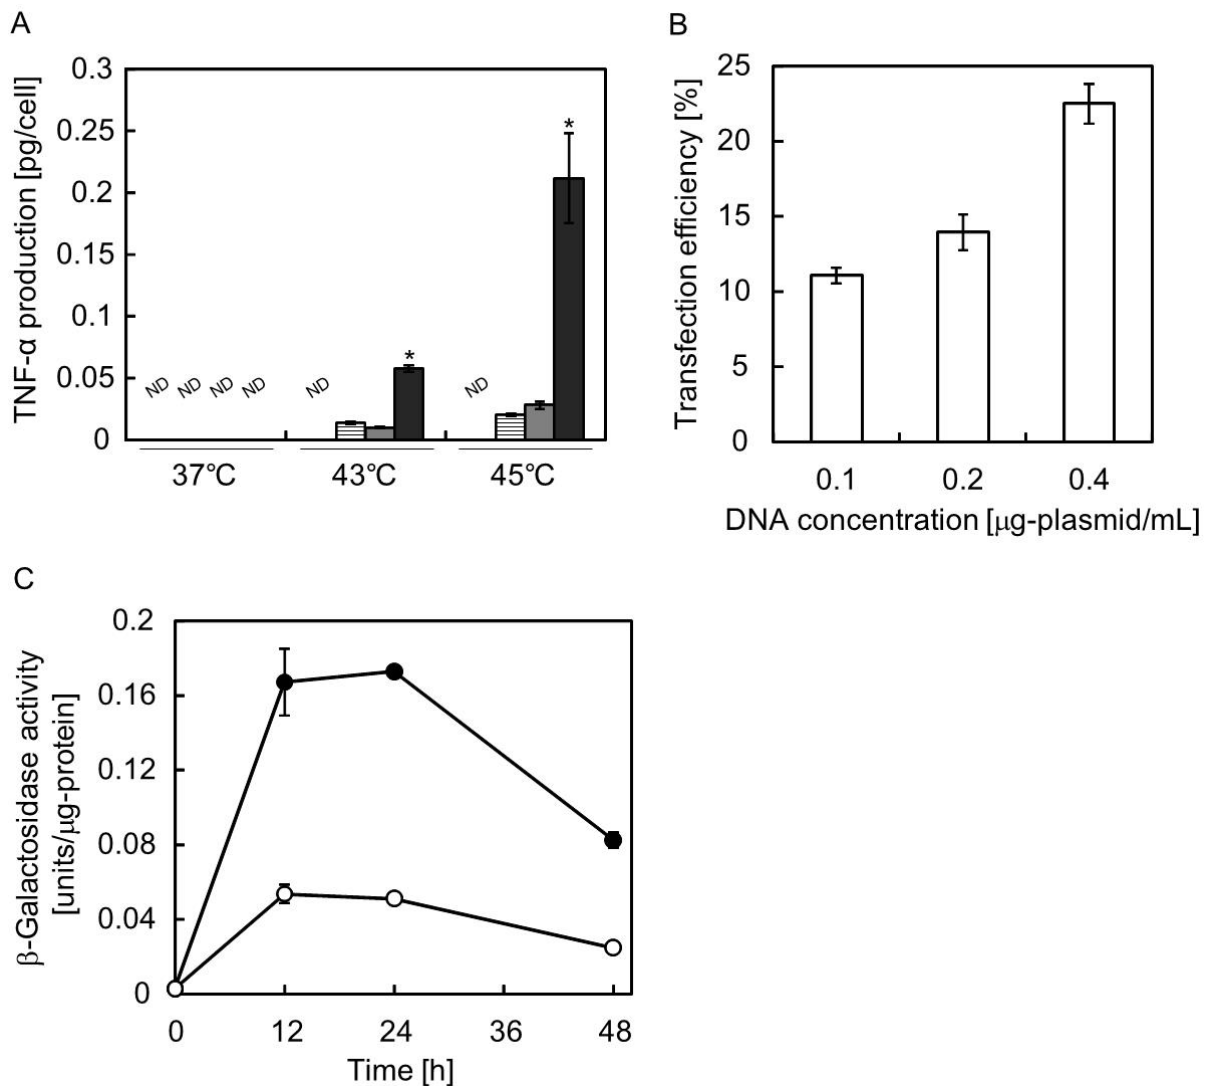 A
TNF-α production [pg/cell]
0.3
0.25
0.2
0.15
0.1
0.05
0
ND ND ND ND
ND
*
ND
*
37℃ 43℃ 45℃
B
Transfection efficiency [%]
25
20
15
10
5
0
0.1 0.2 0.4
DNA concentration [μg-plasmid/mL]
C
β-Galactosidase activity
[units/μg-protein]
0.2
0.16
0.12
0.08
0.04
0
0 12 24 36 48
Time [h]